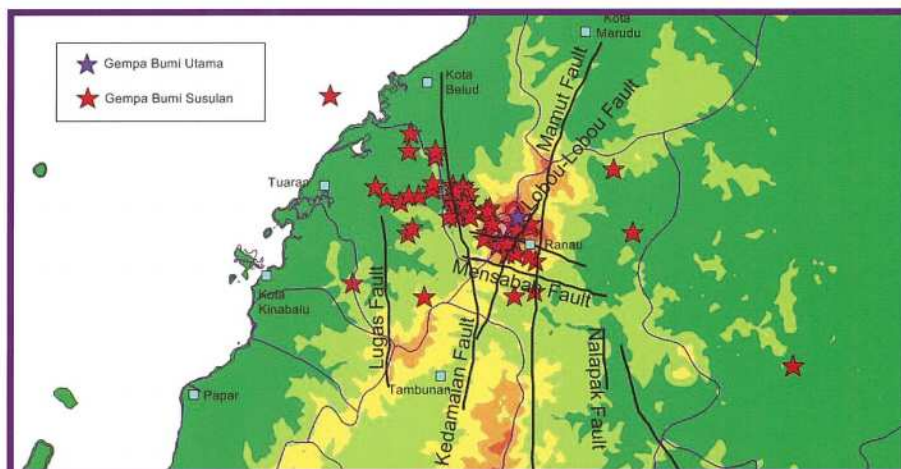 Gempa Bumi Utama
Gempa Bumi Susulan
Kota
Marudu
Kota
Belud
Mamut Fault
Lobou-Lobou Fault
Tuaran
Ranau
Mensaban Fault
Kota
Kinabalu
Lugas Fault
Kedamaian Fault
Nalapak Fault
Tambunan
Papar